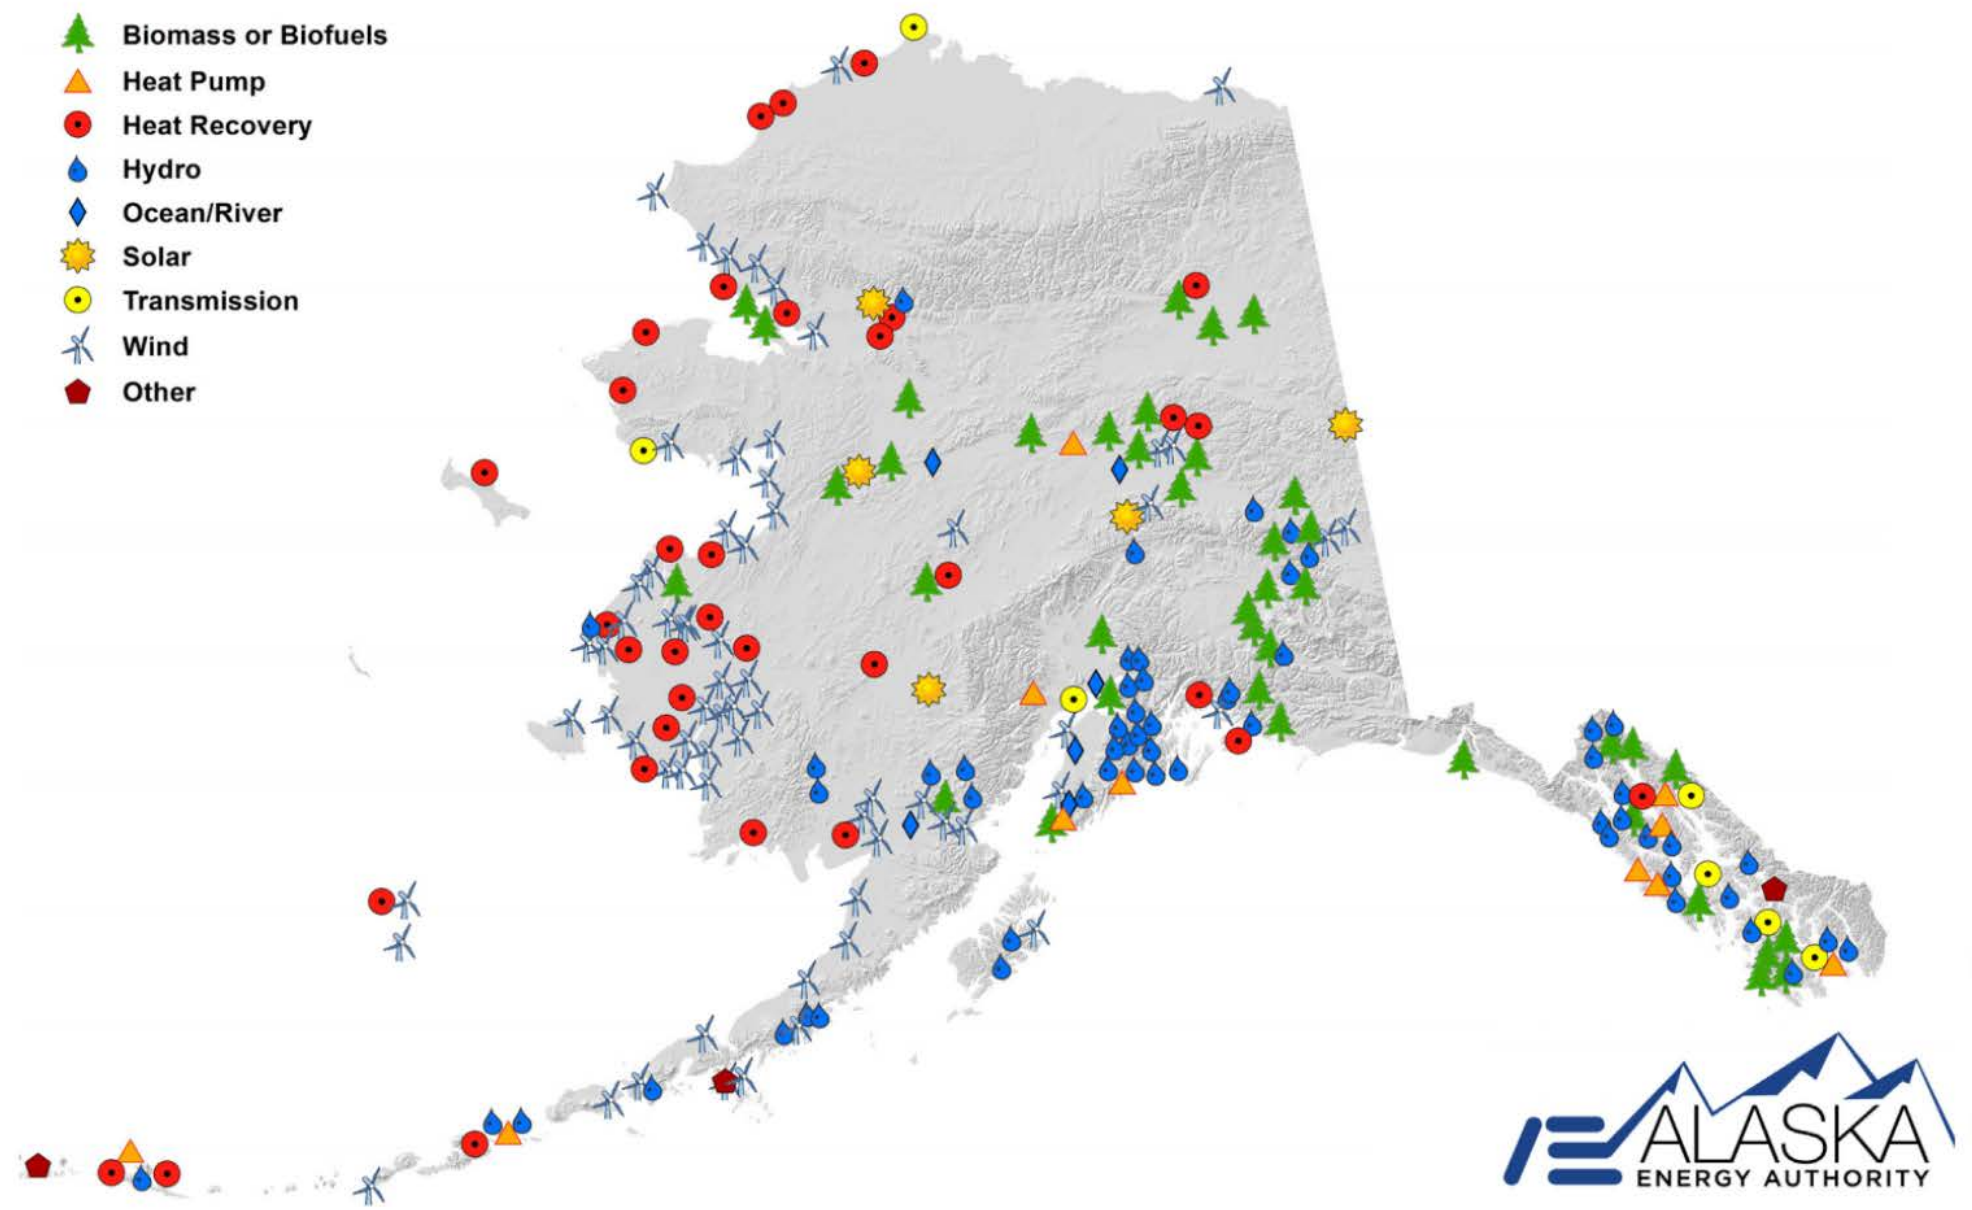 Biomass or Biofuels
Heat Pump
Heat Recovery
Hydro
Ocean/River
Solar
Transmission
Wind
Other
ALASKA
ENERGY AUTHORITY